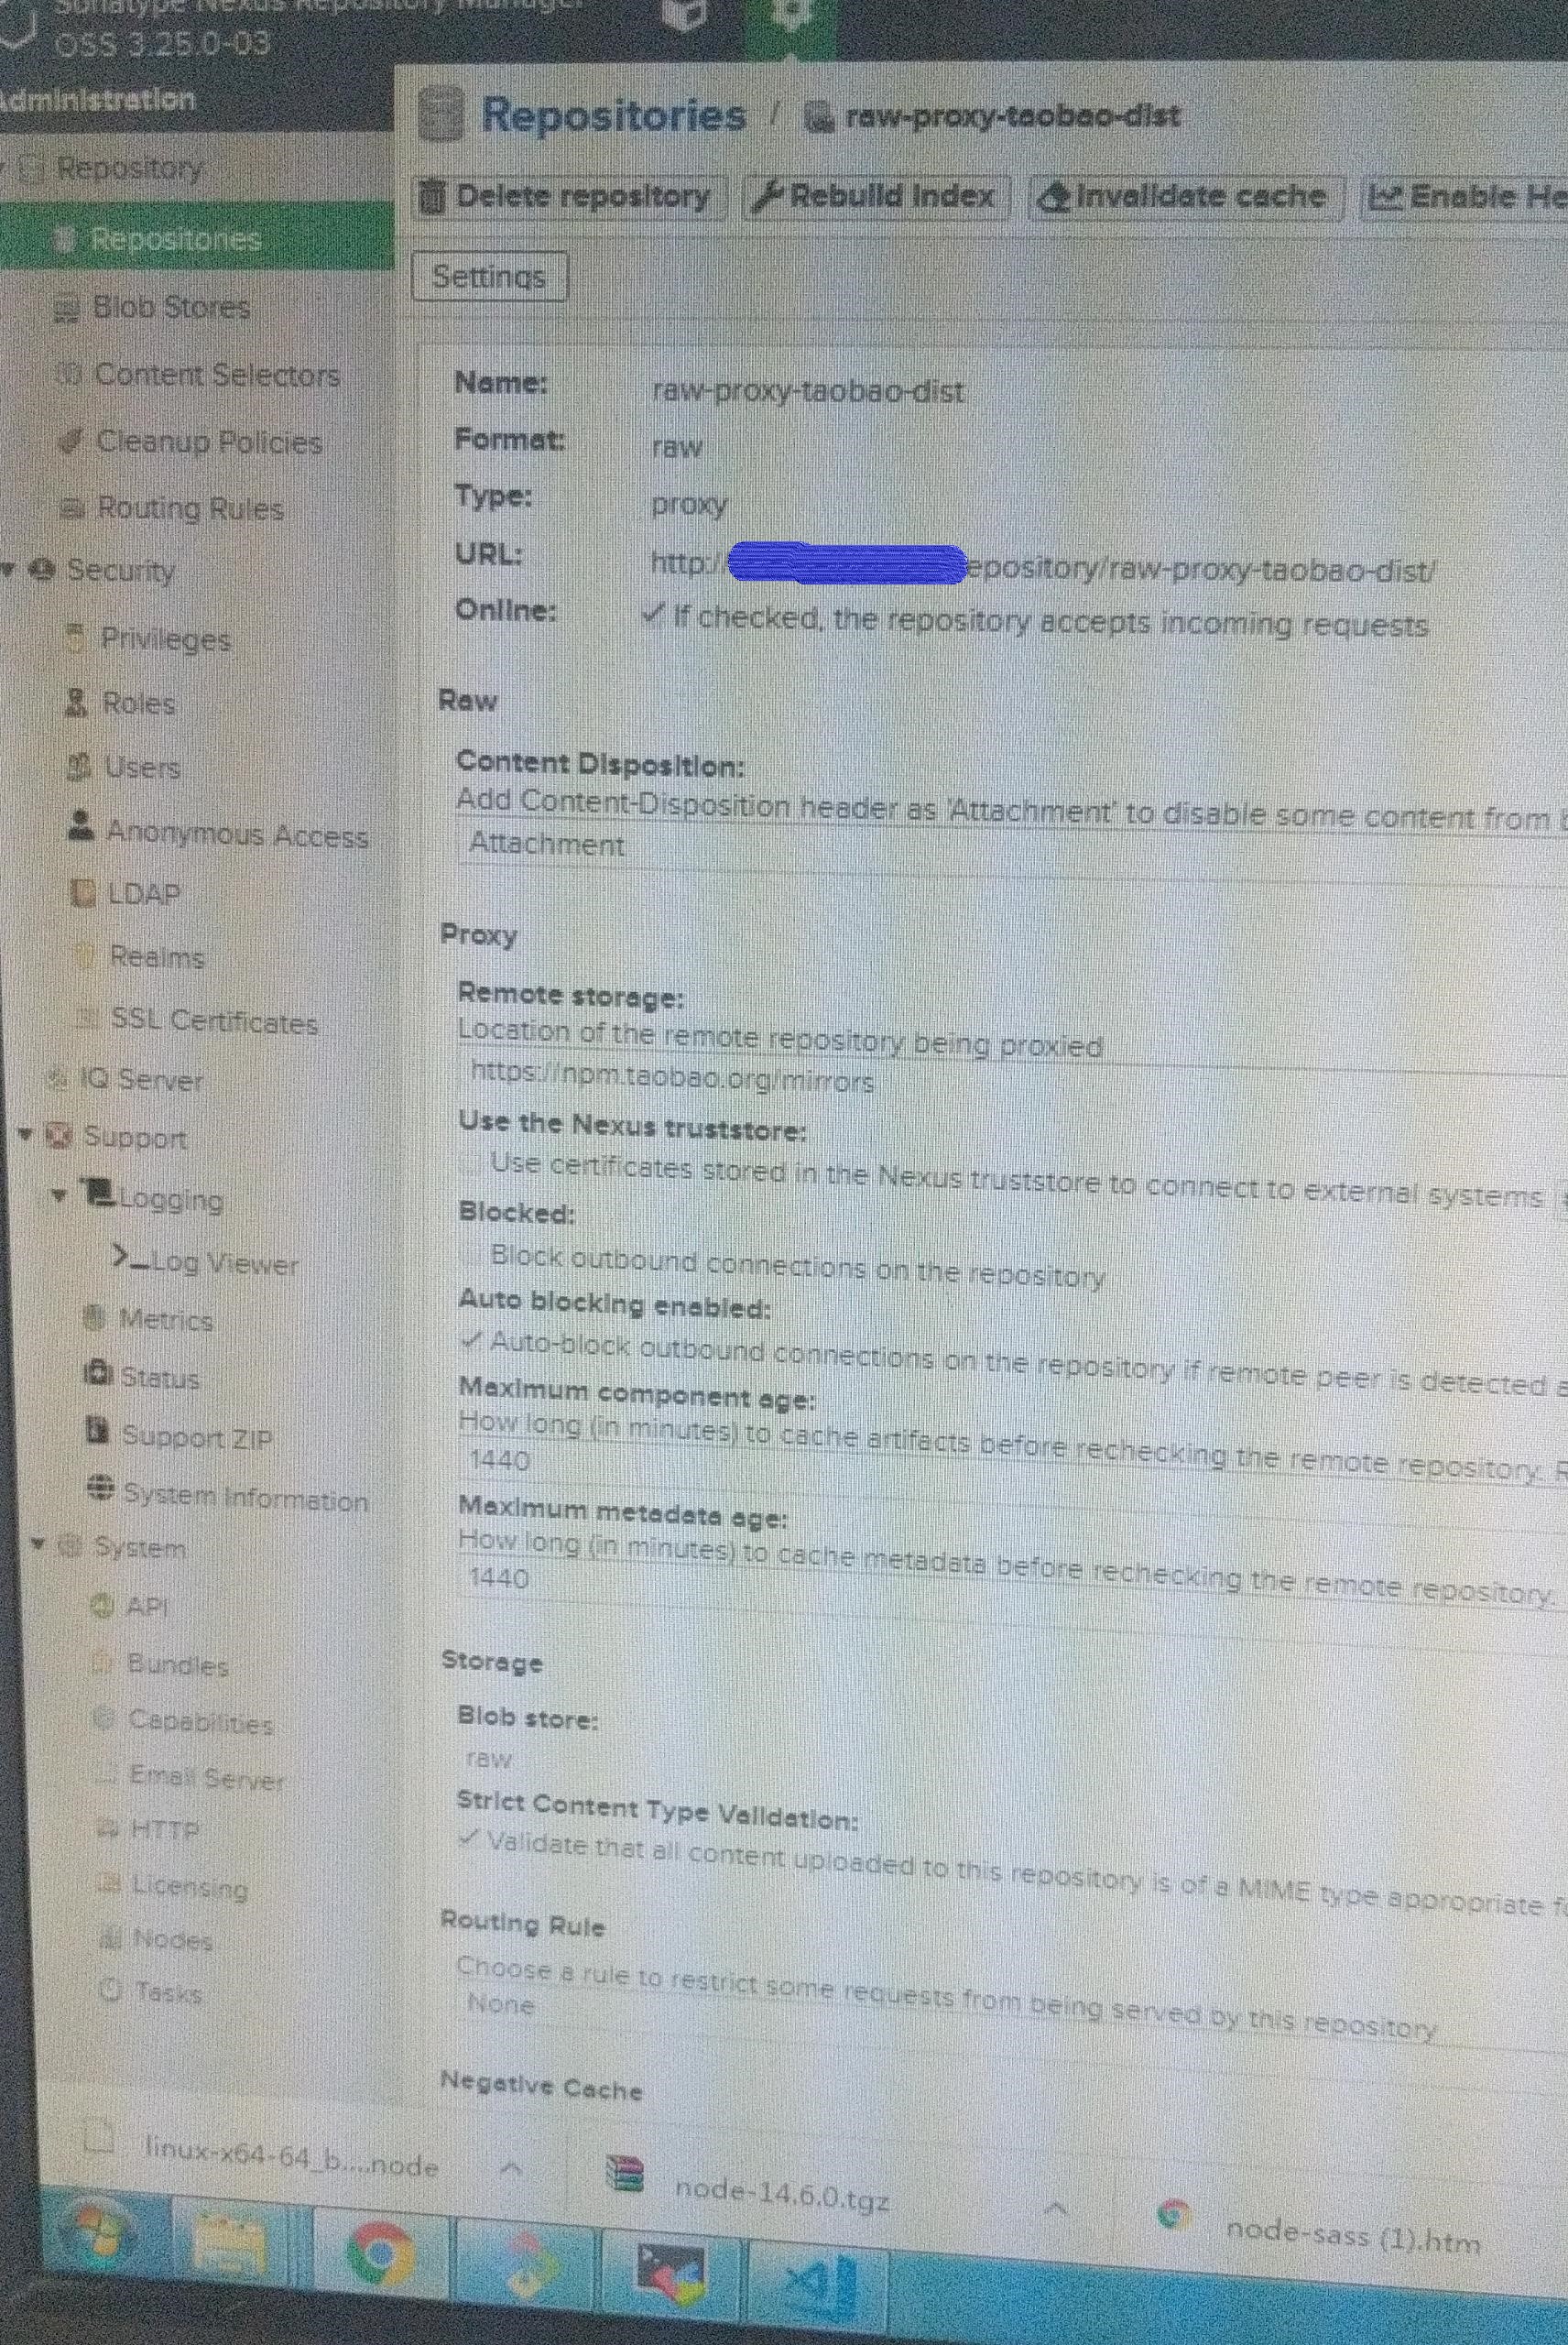 Sonatype Nexus Repository Manager
OSS 3.25.0-03
Administration
Repository
Repositories
Blob Stores
Content Selectors
Cleanup Policies
Routing Rules
Security
Privileges
Roles
Users
Anonymous Access
LDAP
Realms
SSL Certificates
IQ Server
Support
Logging
>_Log Viewer
Metrics
Status
Support ZIP
System Information
System
API
Bundles
Capabilities
Email Server
HTTP
Licensing
Nodes
Tasks
Repositories / raw-proxy-taobao-dist
Delete repository Rebuild Index Invalidate cache Enable He
Settings
Name: raw-proxy-taobao-dist
Format: raw
Type: proxy
URL: http:/ epository/raw-proxy-taobao-dist/
Online: ✓ If checked, the repository accepts incoming requests
Raw
Content Disposition:
Add Content-Disposition header as 'Attachment' to disable some content from
Attachment
Proxy
Remote storage:
Location of the remote repository being proxied
https://npm.taobao.org/mirrors
Use the Nexus truststore:
Use certificates stored in the Nexus truststore to connect to external systems
Blocked:
Block outbound connections on the repository
Auto blocking enabled:
✓ Auto-block outbound connections on the repository if remote peer is detected a
Maximum component age:
How long (in minutes) to cache artifacts before rechecking the remote repository. R
1440
Maximum metadata age:
How long (in minutes) to cache metadata before rechecking the remote repository.
1440
Storage
Blob store:
raw
Strict Content Type Validation:
✓ Validate that all content uploaded to this repository is of a MIME type appropriate fo
Routing Rule
Choose a rule to restrict some requests from being served by this repository
None
Negative Cache
linux-x64-64_b....node
node-14.6.0.tgz
node-sass (1).htm